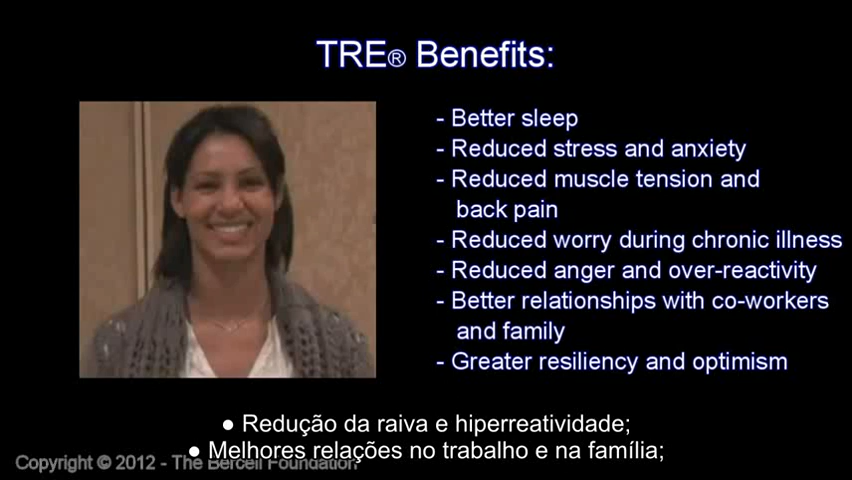 TRE® Benefits:
- Better sleep
- Reduced stress and anxiety
- Reduced muscle tension and
back pain
- Reduced worry during chronic illness
- Reduced anger and over-reactivity
- Better relationships with co-workers
and family
- Greater resiliency and optimism
● Redução da raiva e hiperreatividade;
● Melhores relações no trabalho e na família;
Copyright © 2012 - The Bercell Foundation